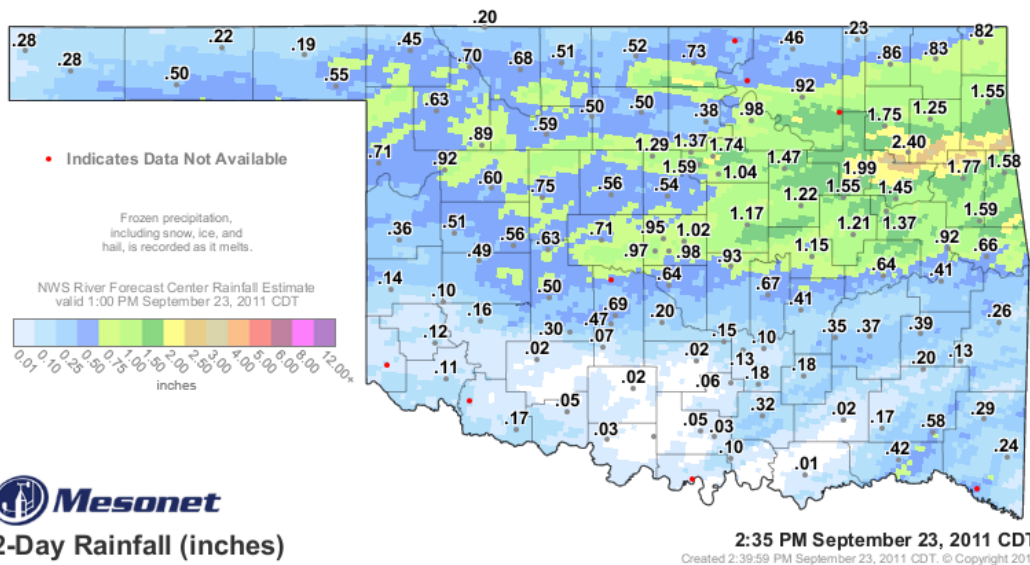 .20
.28 .22 .19 .45 .70 .51 .52 .73 .46 .23 .86 .83 .82
.28 .50 .55 .68 .92
.63 .59 .50 .50 .38 .98 1.75 1.25 1.55
.89 1.29 1.37 1.74 2.40
.71 .92 1.59 1.04 1.47 1.99 1.77 1.58
.60 .75 .56 .54 1.22 1.55 1.45
.36 .51 .56 .63 .71 .95 1.02 1.17 1.21 1.37 1.59
.49 .97 .98 .93 1.15 .92 .66
.14 .10 .50 .64 .67 .41 .64 .41
.16 .69 .20 .26
.12 .30 .47 .07 .15 .10 .35 .37 .39
.11 .02 .02 .13 .18 .18 .20 .13
.02 .06
.17 .05 .05 .03 .32 .02 .17 .58 .29
.03 .10 .01 .42 .24
Indicates Data Not Available
Frozen precipitation,
including snow, ice, and
hail, is recorded as it melts.
NWS River Forecast Center Rainfall Estimate
valid 1:00 PM September 23, 2011 CDT
0.01 0.10 0.25 0.50 0.75 1.00 1.50 2.00 2.50 3.00 4.00 5.00 6.00 8.00 12.00+
inches
Mesonet
2-Day Rainfall (inches)
2:35 PM September 23, 2011 CDT
Created 2:39:59 PM September 23, 2011 CDT. © Copyright 201